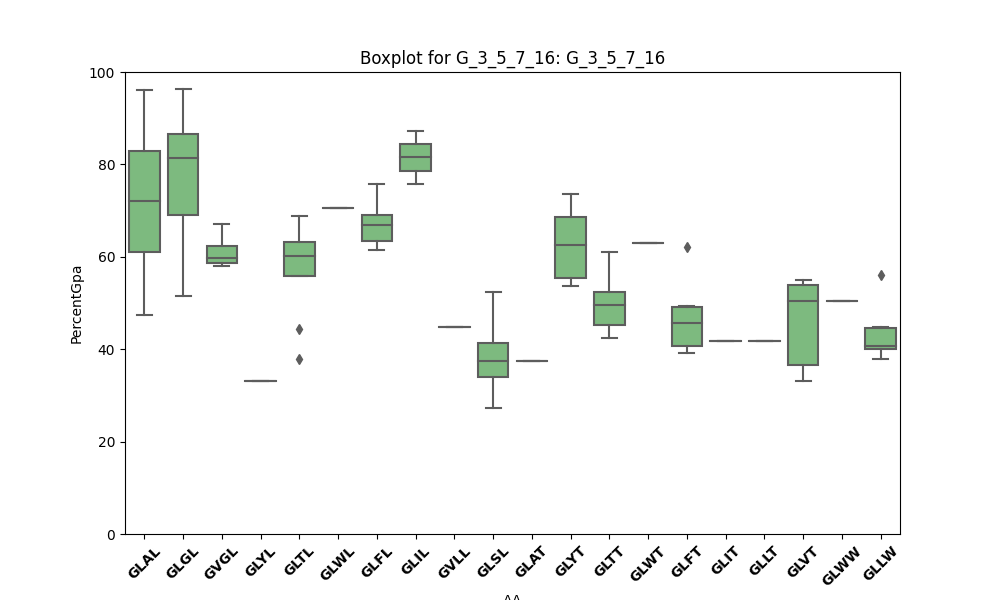 Boxplot for G_3_5_7_16: G_3_5_7_16
100
80
60
40
20
0
PercentGpa
GLAL GLGL GVGL GLYL GLTL GLWL GLFL GLIL GVLL GLSL GLAT GLYT GLTT GLWT GLFT GLIT GLLT GLVT GLWW GLLW
AA